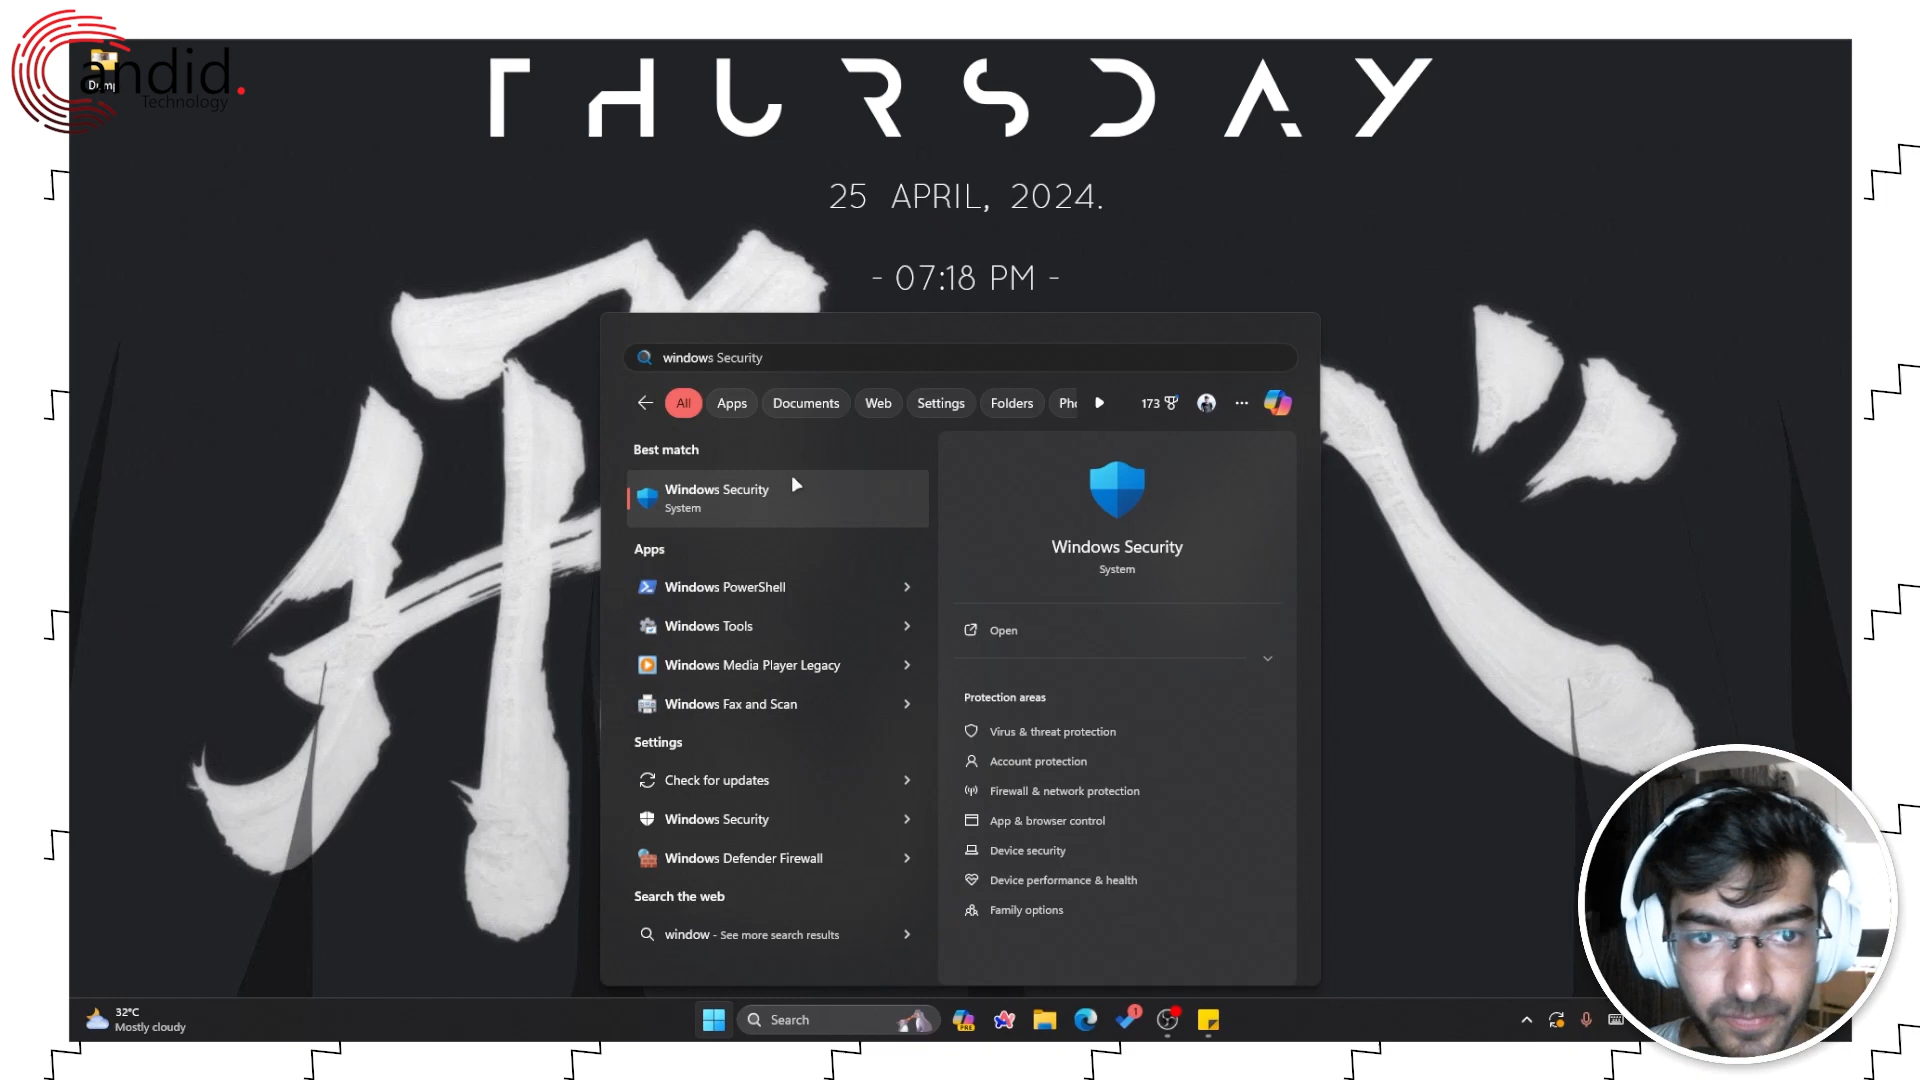 Candid.
Technology
THURSDAY
25 APRIL, 2024.
- 07:18 PM -
windows Security
All Apps Documents Web Settings Folders Pho 173
Best match
Windows Security
System
Apps
Windows PowerShell
Windows Tools
Windows Media Player Legacy
Windows Fax and Scan
Settings
Check for updates
Windows Security
Windows Defender Firewall
Search the web
window - See more search results
Windows Security
System
Open
Protection areas
Virus & threat protection
Account protection
Firewall & network protection
App & browser control
Device security
Device performance & health
Family options
32°C
Mostly cloudy
Search
PRE
1